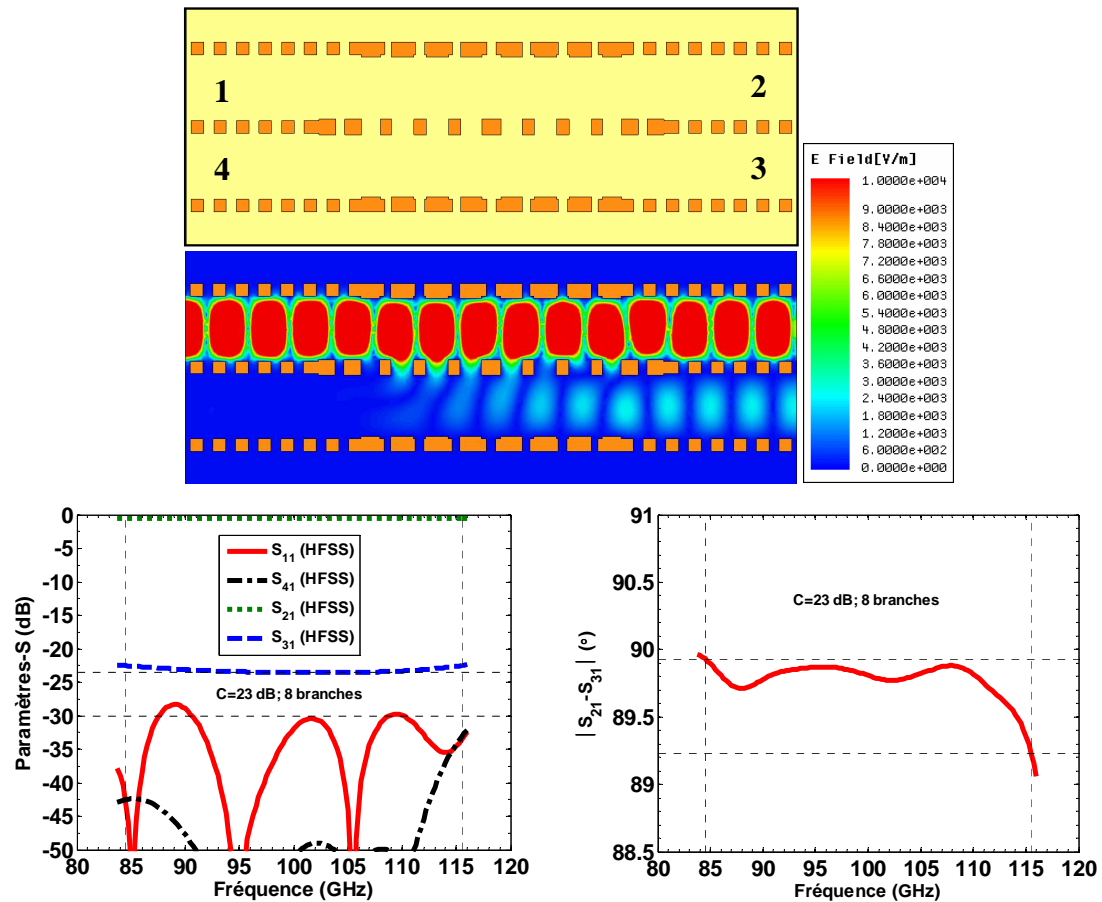 1
2
4
3
E Field[V/m]
1.0000e+004
9.0000e+003
8.4000e+003
7.8000e+003
7.2000e+003
6.6000e+003
6.0000e+003
5.4000e+003
4.8000e+003
4.2000e+003
3.6000e+003
3.0000e+003
2.4000e+003
1.8000e+003
1.2000e+003
6.0000e+002
0.0000e+000
Paramètres-S (dB)
0
-5
-10
-15
-20
-25
-30
-35
-40
-45
-50
S11 (HFSS)
S41 (HFSS)
S21 (HFSS)
S31 (HFSS)
C=23 dB; 8 branches
80 85 90 95 100 105 110 115 120
Fréquence (GHz)
| S21-S31| (°)
91
90.5
90
89.5
89
88.5
C=23 dB; 8 branches
80 85 90 95 100 105 110 115 120
Fréquence (GHz)